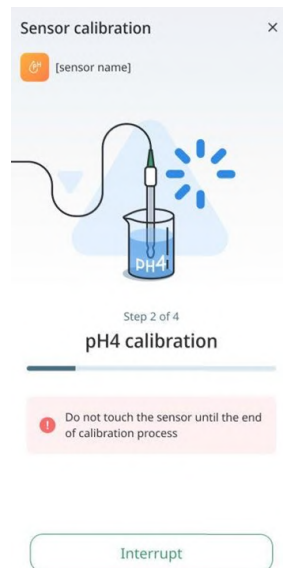 Sensor calibration
pH
[sensor name]
pH4
Step 2 of 4
pH4 calibration
Do not touch the sensor until the end
of calibration process
Interrupt